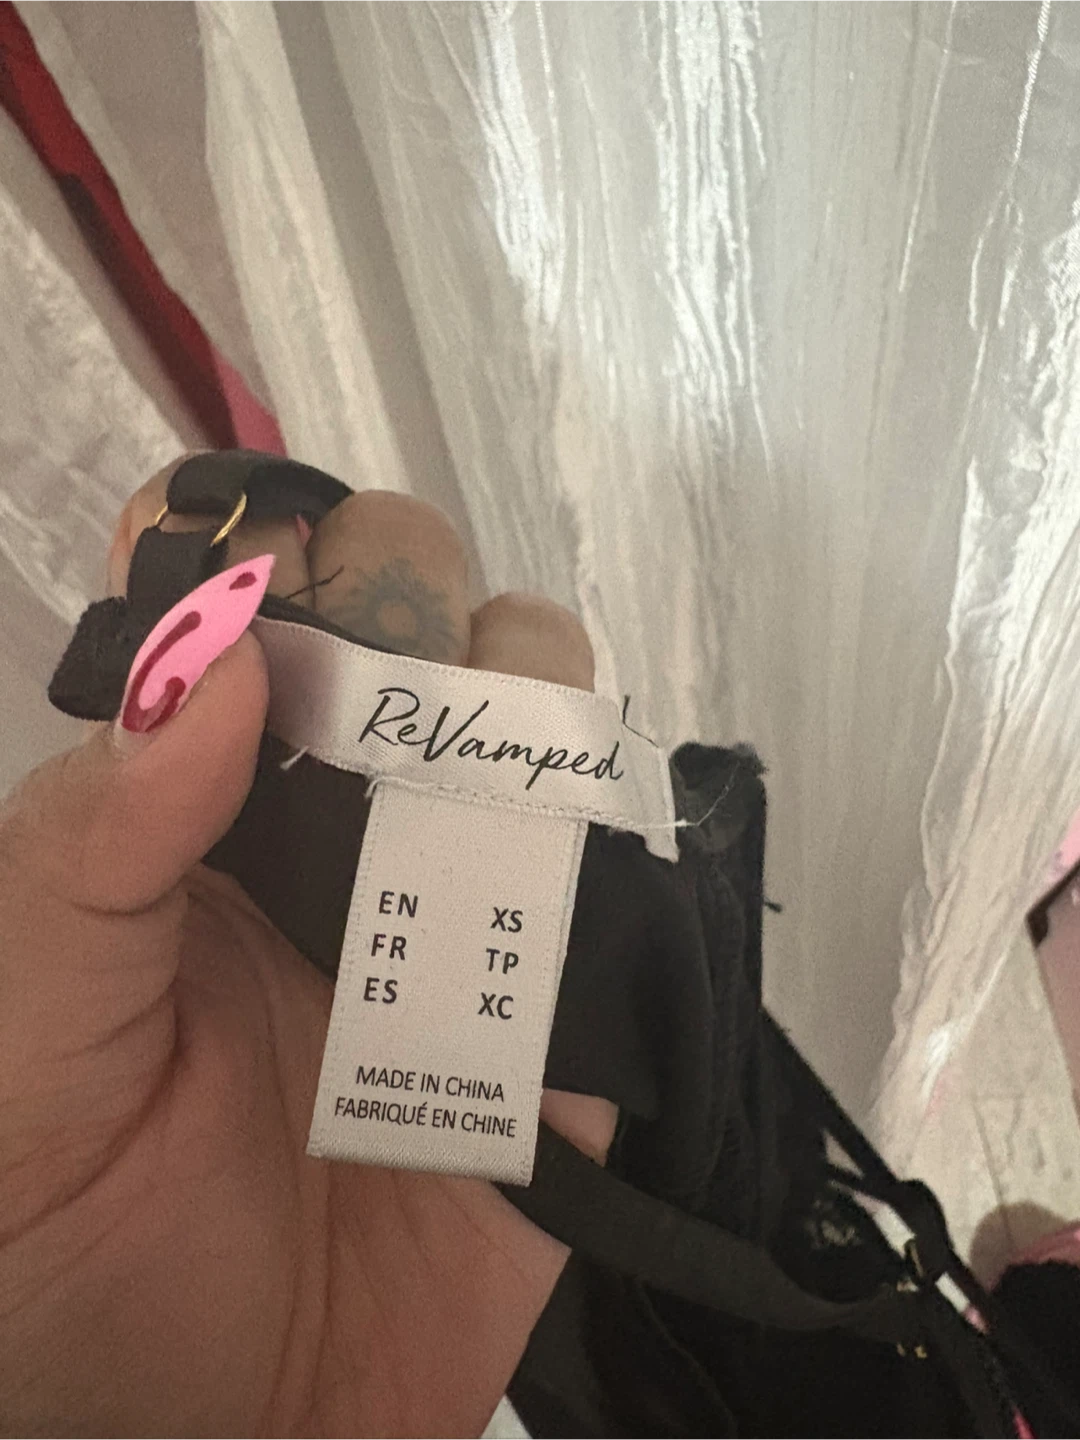 ReVamped
EN XS
FR TP
ES XC
MADE IN CHINA
FABRIQUÉ EN CHINE